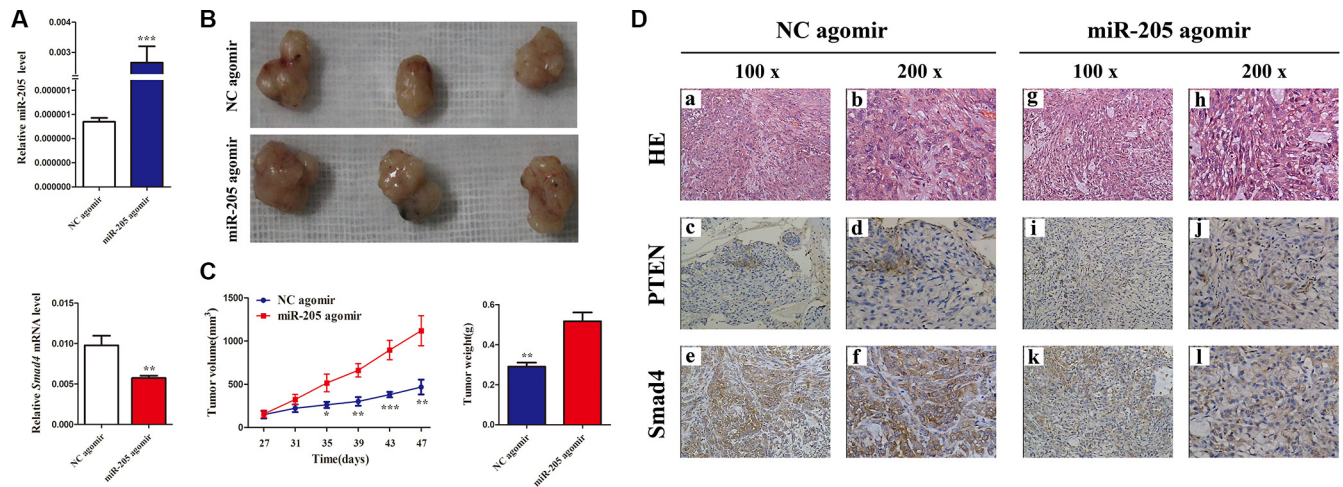 A
Relative miR-205 level
0.004
0.003
0.000001
0.000001
0.000000
0.000000
0.000000
***
NC agomir
miR-205 agomir
Relative Smad4 mRNA level
0.015
0.010
0.005
0.000
**
NC agomir
miR-205 agomir
B
NC agomir
miR-205 agomir
C
Tumor volume(mm3)
1500
1000
500
0
NC agomir
miR-205 agomir
* ** *** **
27 31 35 39 43 47
Time(days)
Tumor weight(g)
0.6
0.4
0.2
0.0
**
NC agomir
miR-205 agomir
D
NC agomir miR-205 agomir
100 x 200 x 100 x 200 x
HE
a b g h
PTEN
c d i j
Smad4
e f k l